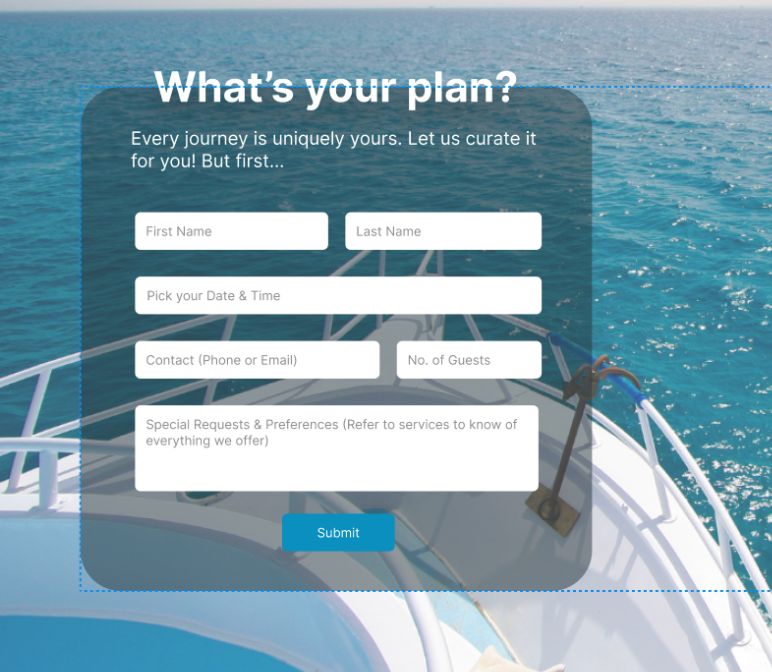 What’s your plan?
Every journey is uniquely yours. Let us curate it
for you! But first...
First Name
Last Name
Pick your Date & Time
Contact (Phone or Email)
No. of Guests
Special Requests & Preferences (Refer to services to know of
everything we offer)
Submit